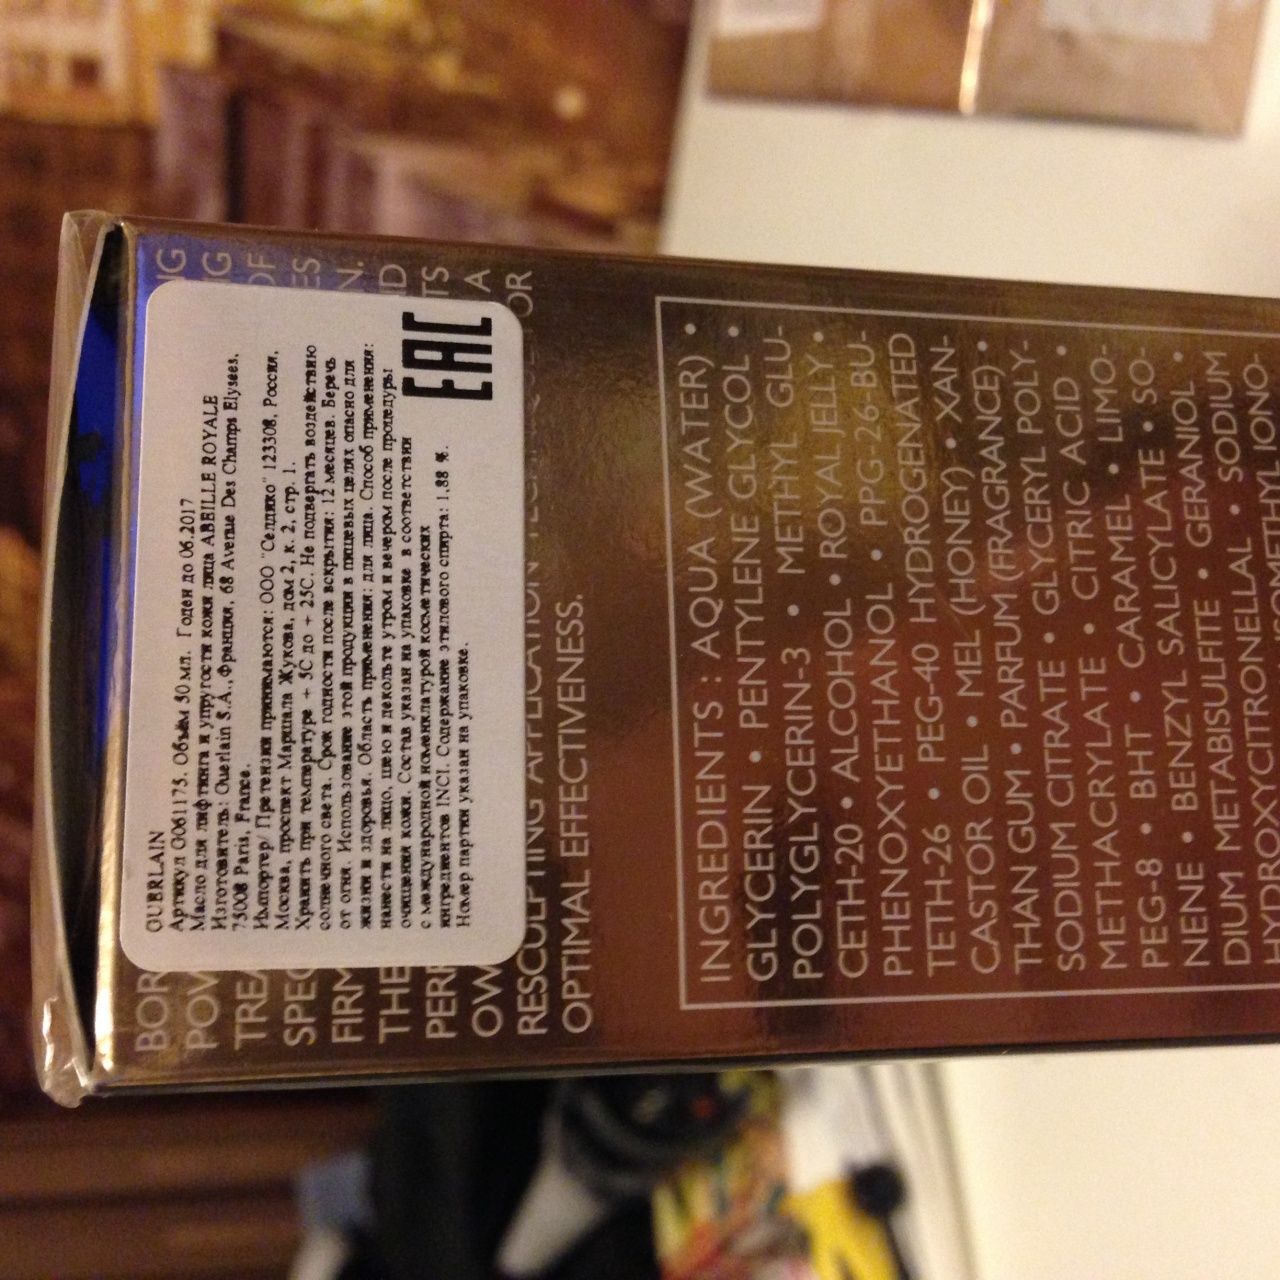 GUERLAIN
Артикул G061175. Объём 50 мл. Годен до 06.2017
Масло для лифтинга и упругости кожи лица ABEILLE ROYALE
Изготовитель: Guerlain S.A., Франция, 68 Avenue Des Champs Elysees,
75008 Paris, France.
Импортер/ Претензии принимаются: ООО "Селдико" 123308, Россия,
Москва, проспект Маршала Жукова, дом 2, к. 2, стр. 1.
Хранить при температуре + 5С до + 25С. Не подвергать воздействию
солнечного света. Срок годности после вскрытия: 12 месяцев. Беречь
от огня. Использование этой продукции в пищевых целях опасно для
жизни и здоровья. Область применения: для лица. Способ применения:
нанести на лицо, шею и декольте утром и вечером после процедуры
очищения кожи. Состав указан на упаковке в соответствии
с международной номенклатурой косметических
ингредиентов INCI. Содержание этилового спирта: 1,88 %.
Номер партии указан на упаковке.
EAC
RESCULPTING APPLICATION
OPTIMAL EFFECTIVENESS.
INGREDIENTS : AQUA (WATER) •
GLYCERIN • PENTYLENE GLYCOL •
POLYGLYCERIN-3 • METHYL GLU-
CETH-20 • ALCOHOL • ROYAL JELLY •
PHENOXYETHANOL • PPG-26-BU-
TETH-26 • PEG-40 HYDROGENATED
CASTOR OIL • MEL (HONEY) • XAN-
THAN GUM • PARFUM (FRAGRANCE) •
SODIUM CITRATE • GLYCERYL POLY-
METHACRYLATE • CITRIC ACID •
PEG-8 • BHT • CARAMEL • LIMO-
NENE • BENZYL SALICYLATE • SO-
DIUM METABISULFITE • GERANIOL •
HYDROXYCITRONELLAL • SODIUM